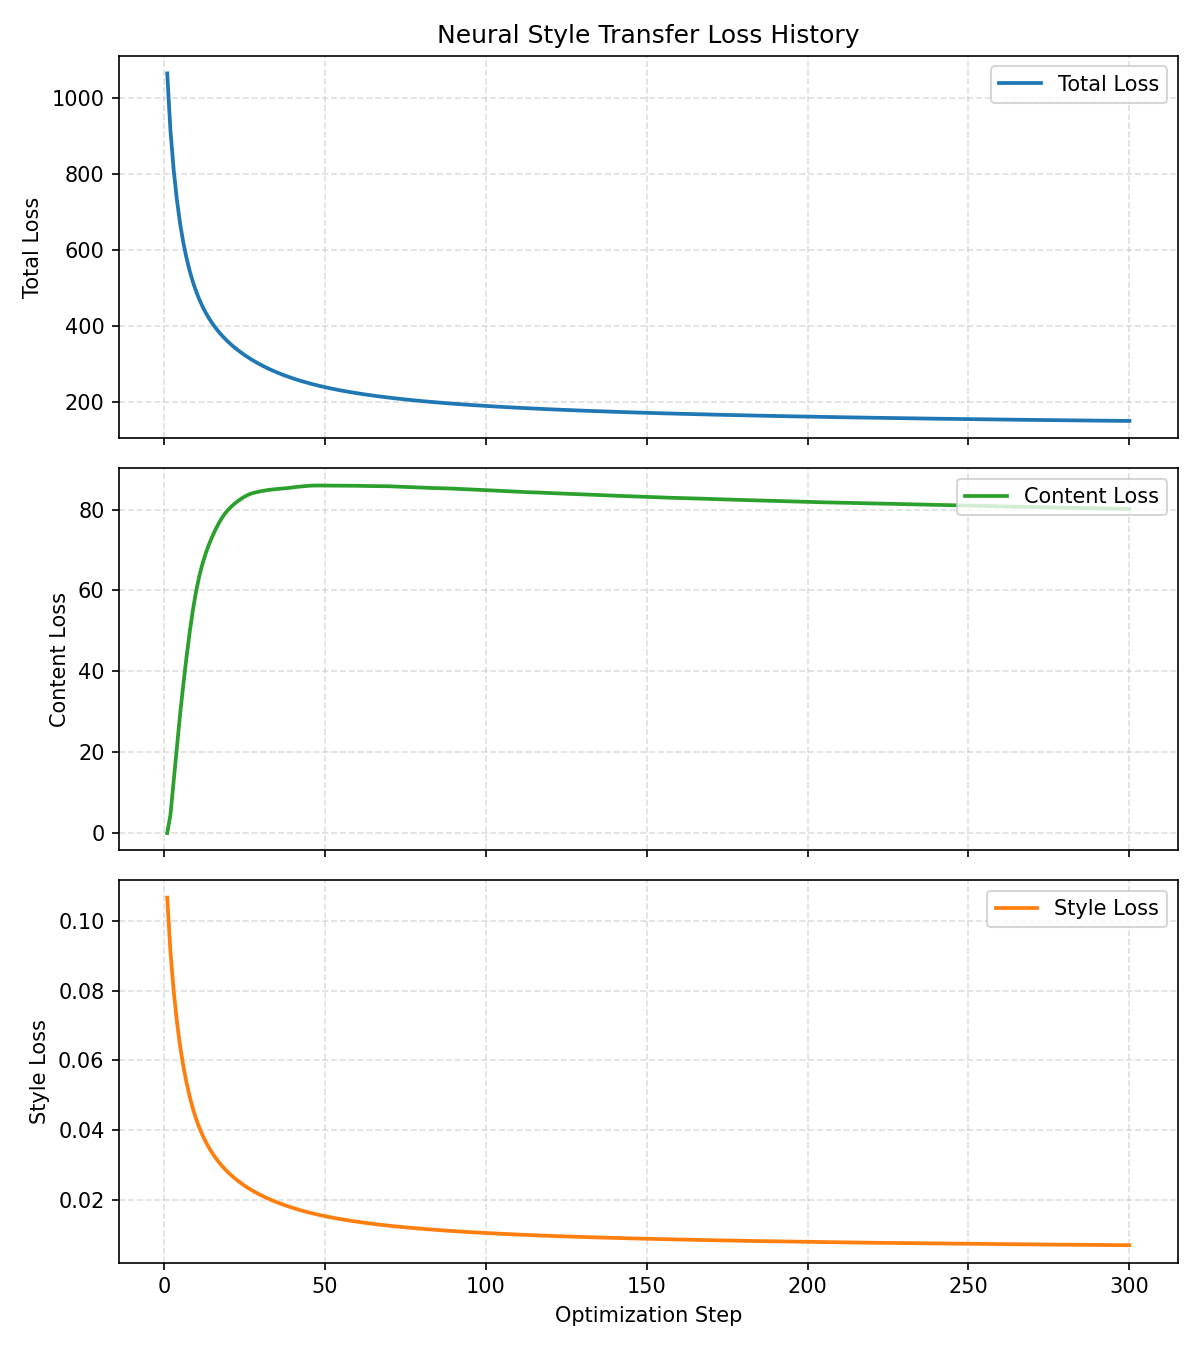 Neural Style Transfer Loss History
Total Loss
1000
800
600
400
200
Total Loss
Content Loss
80
60
40
20
0
Content Loss
Style Loss
0.10
0.08
0.06
0.04
0.02
Style Loss
0 50 100 150 200 250 300
Optimization Step